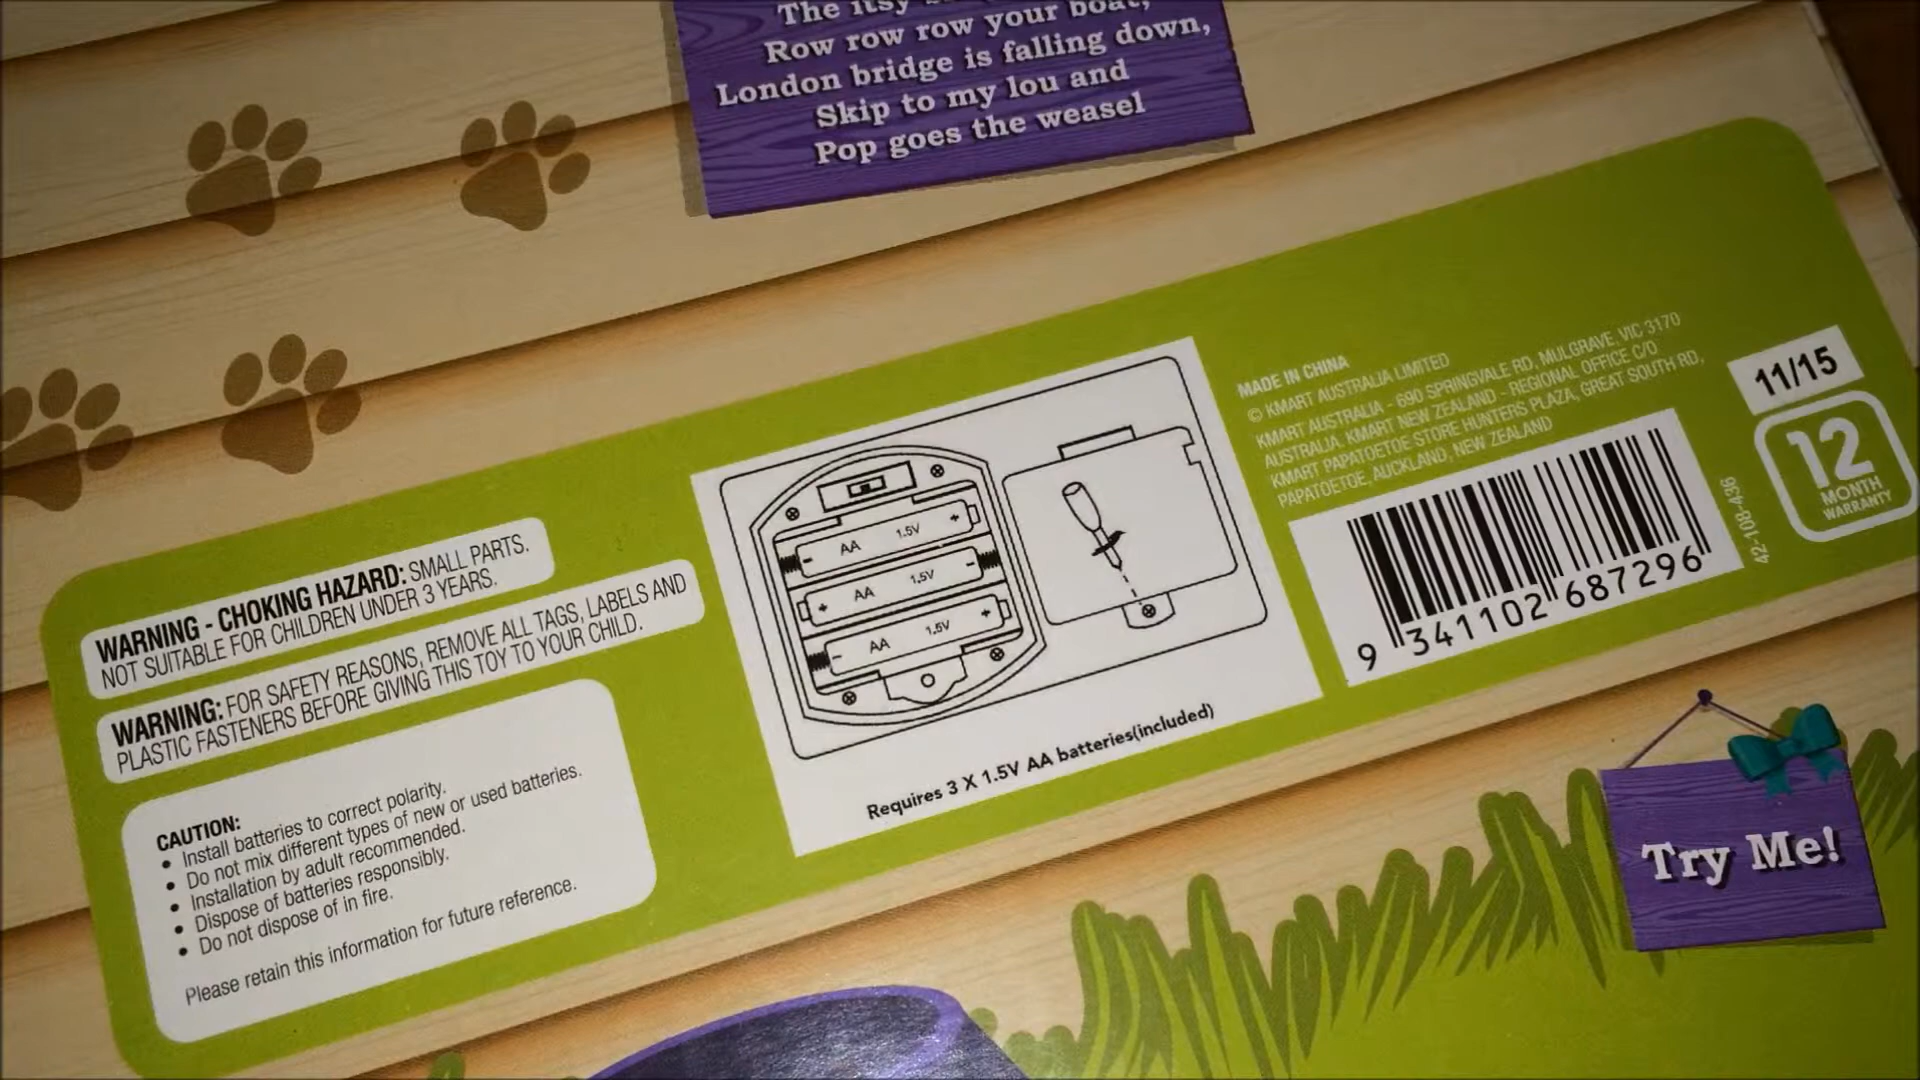 The itsy
Row row row your boat,
London bridge is falling down,
Skip to my lou and
Pop goes the weasel
WARNING - CHOKING HAZARD: SMALL PARTS.
NOT SUITABLE FOR CHILDREN UNDER 3 YEARS.
WARNING: FOR SAFETY REASONS, REMOVE ALL TAGS, LABELS AND
PLASTIC FASTENERS BEFORE GIVING THIS TOY TO YOUR CHILD.
CAUTION:
• Install batteries to correct polarity.
• Do not mix different types of new or used batteries.
• Installation by adult recommended.
• Dispose of batteries responsibly.
• Do not dispose of in fire.
Please retain this information for future reference.
- AA 1.5V +
+ AA 1.5V -
- AA 1.5V +
Requires 3 X 1.5V AA batteries(included)
MADE IN CHINA
© KMART AUSTRALIA LIMITED
KMART AUSTRALIA - 690 SPRINGVALE RD, MULGRAVE, VIC 3170
AUSTRALIA. KMART NEW ZEALAND - REGIONAL OFFICE C/O
KMART PAPATOETOE STORE HUNTERS PLAZA, GREAT SOUTH RD,
PAPATOETOE, AUCKLAND, NEW ZEALAND
9 341102 687296
42-108-436
11/15
12
MONTH
WARRANTY
Try Me!